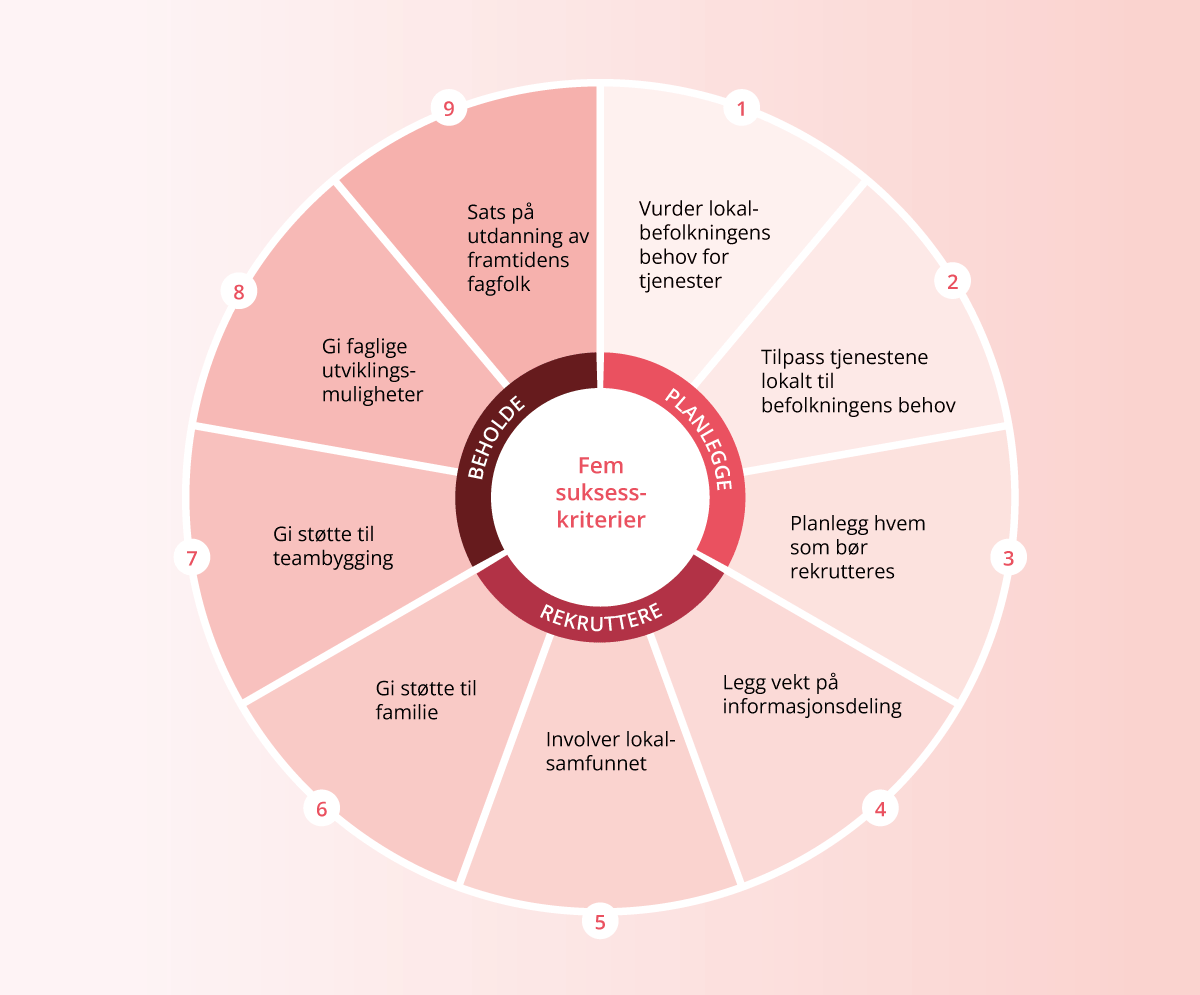 Fem
suksess-
kriterier
PLANLEGGE
1
Vurder lokal-
befolkningens
behov for
tjenester
2
Tilpass tjenestene
lokalt til
befolkningens behov
3
Planlegg hvem
som bør
rekrutteres
REKRUTTERE
4
Legg vekt på
informasjonsdeling
5
Involver lokal-
samfunnet
6
Gi støtte til
familie
BEHOLDE
7
Gi støtte til
teambygging
8
Gi faglige
utviklings-
muligheter
9
Sats på
utdanning av
framtidens
fagfolk